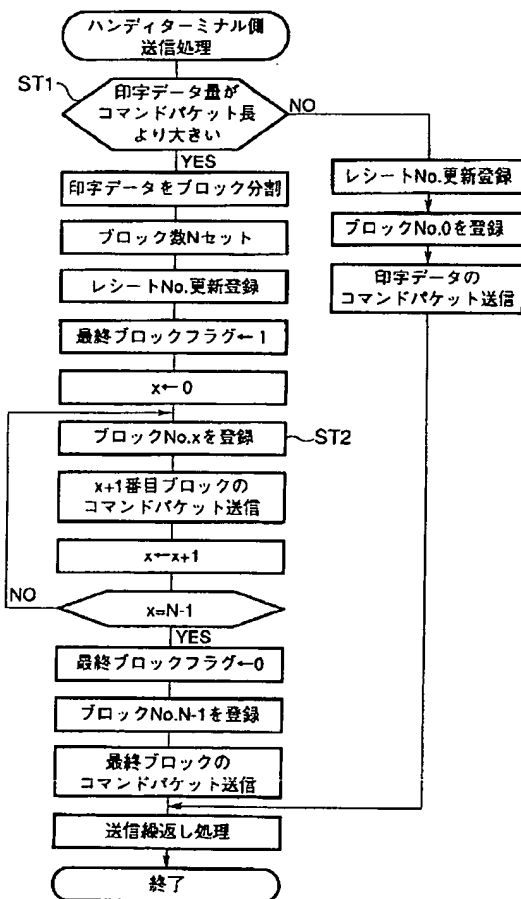 ハンディターミナル側
送信処理
ST1
印字データ量が
コマンドパケット長
より大きい
NO
YES
印字データをブロック分割
ブロック数Nセット
レシートNo.更新登録
最終ブロックフラグ←1
x←0
ブロックNo.xを登録
ST2
x+1番目ブロックの
コマンドパケット送信
x←x+1
NO
x=N-1
YES
最終ブロックフラグ←0
ブロックNo.N-1を登録
最終ブロックの
コマンドパケット送信
レシートNo.更新登録
ブロックNo.0を登録
印字データの
コマンドパケット送信
送信繰返し処理
終了